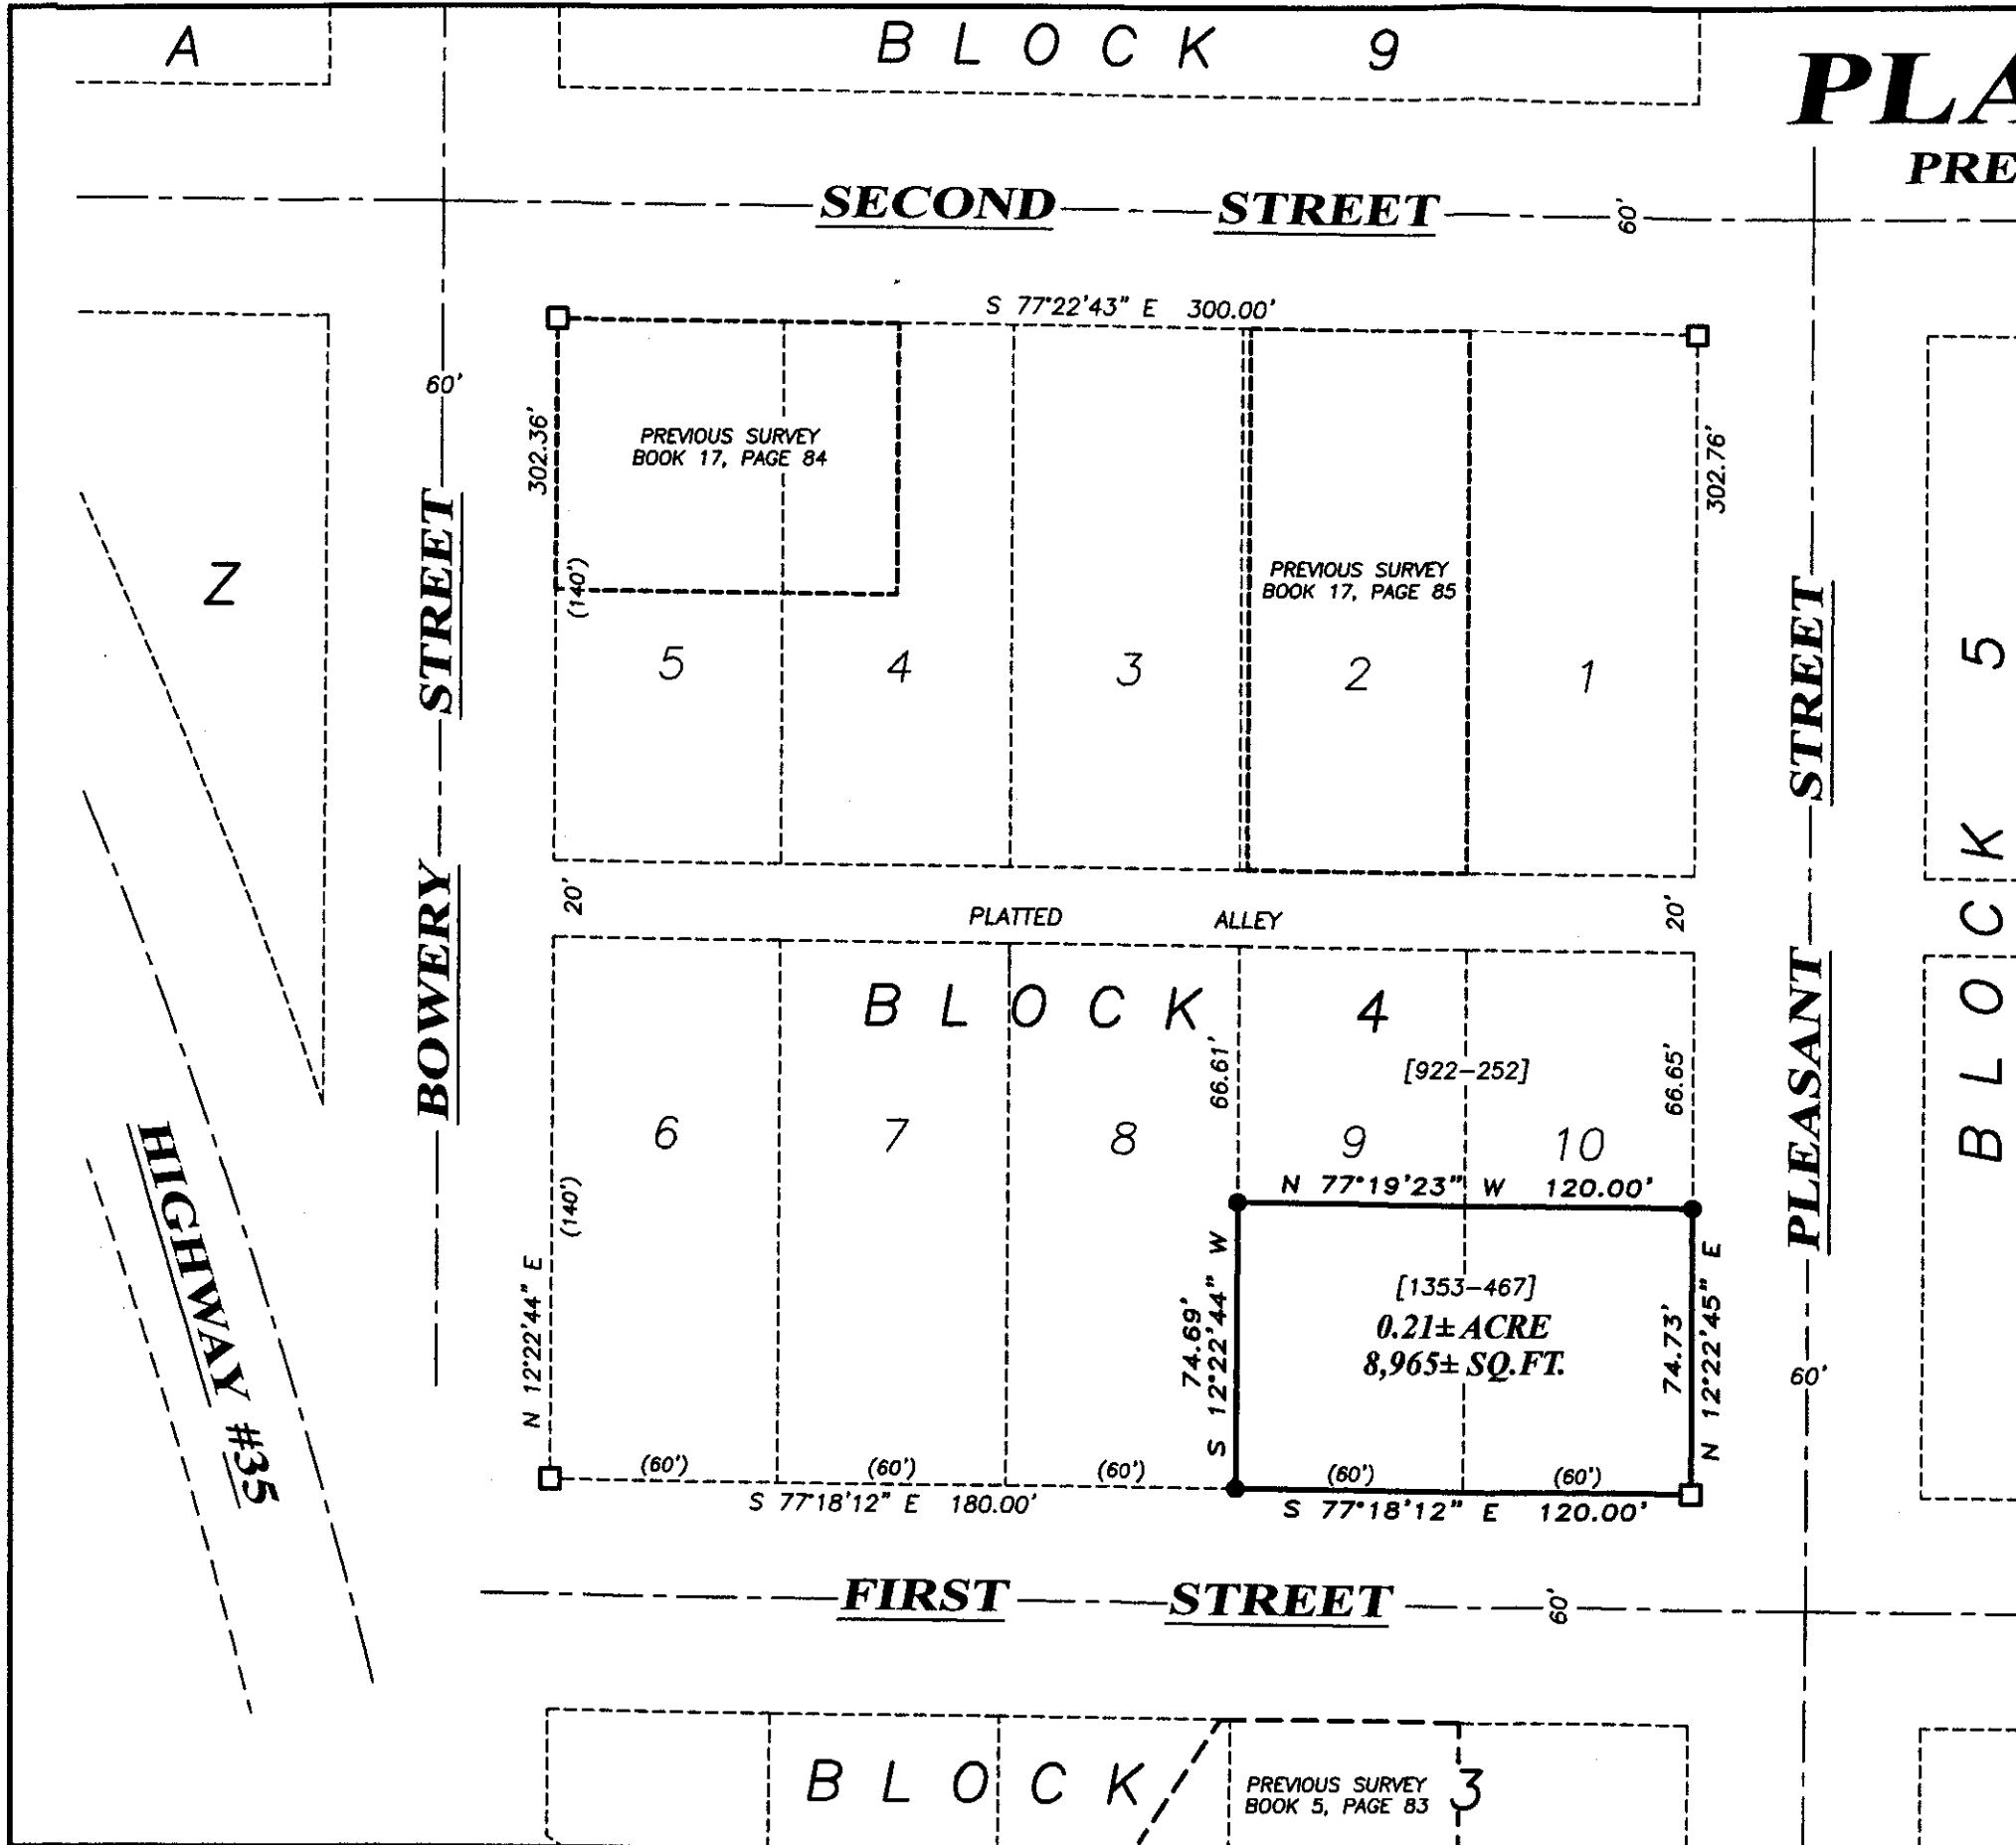 A
BLOCK 9
PLA
PRE
SECOND STREET
60'
S 77°22'43" E 300.00'
60'
302.36'
PREVIOUS SURVEY
BOOK 17, PAGE 84
302.76'
Z
(140')
PREVIOUS SURVEY
BOOK 17, PAGE 85
5
4
3
2
1
BOWERY STREET
PLEASANT STREET
BLOCK 5
20'
PLATTED ALLEY
20'
BLOCK 4
66.61'
[922-252]
66.65'
6
7
8
9
10
HIGHWAY #35
(140')
N 77°19'23" W 120.00'
N 12°22'44" E
74.69'
S 12°22'44" W
[1353-467]
0.21± ACRE
8,965± SQ.FT.
74.73'
N 12°22'45" E
60'
(60')
(60')
(60')
(60')
(60')
S 77°18'12" E 180.00'
S 77°18'12" E 120.00'
FIRST STREET
60'
BLOCK 3
PREVIOUS SURVEY
BOOK 5, PAGE 83